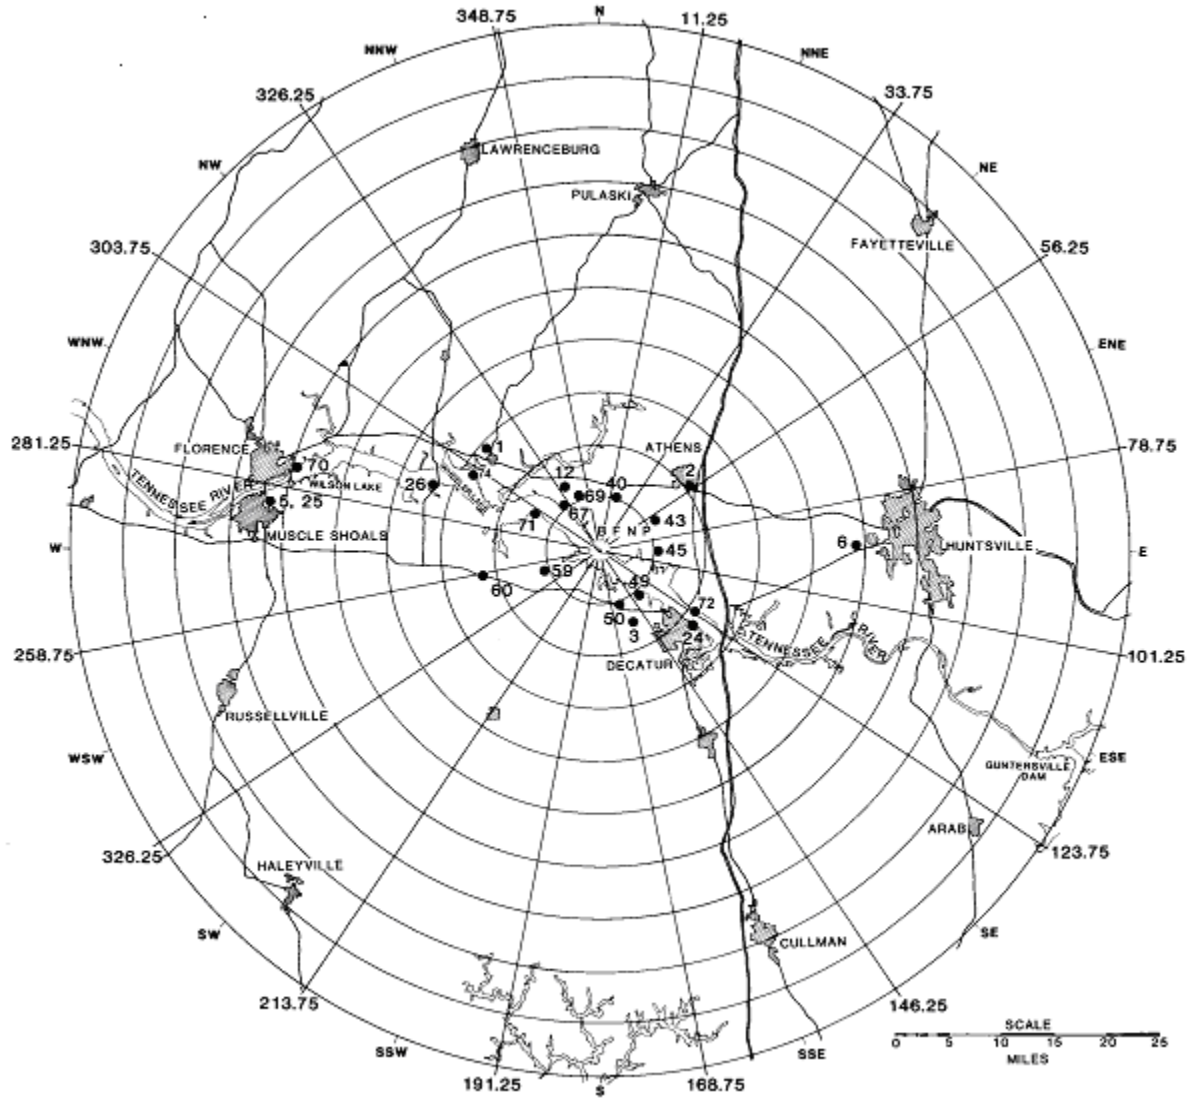 N
348.75
11.25
NNW
NNE
326.25
33.75
LAWRENCEBURG
NW
NE
PULASKI
FAYETTEVILLE
303.75
56.25
WNW
ENE
281.25
78.75
FLORENCE
ATHENS
1
70
74
2
TENNESSEE RIVER
WILSON LAKE
26
12
40
69
5, 25
67
71
43
MUSCLE SHOALS
BFNP
W
45
6
HUNTSVILLE
E
59
60
49
72
50
3
24
TENNESSEE RIVER
258.75
DECATUR
101.25
RUSSELLVILLE
WSW
GUNTERSVILLE
DAM
ESE
ARAB
326.25
123.75
HALEYVILLE
SW
CULLMAN
SE
213.75
146.25
SCALE
0 5 10 15 20 25
MILES
SSW
SSE
191.25
S
168.75